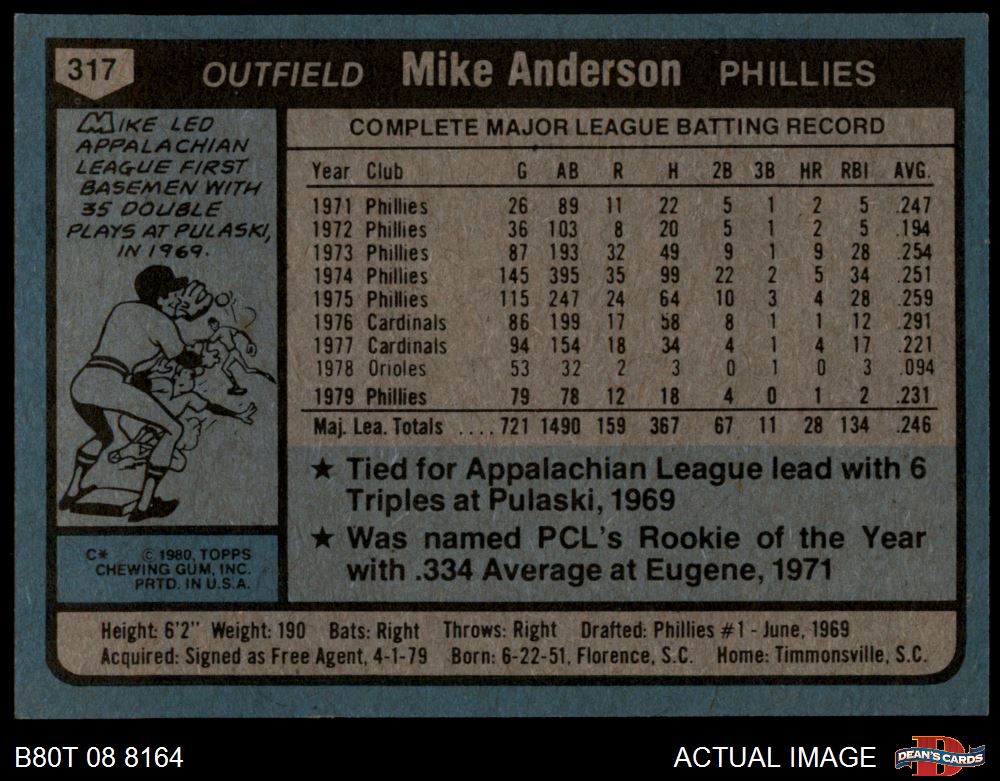 317 OUTFIELD Mike Anderson PHILLIES
MIKE LED
APPALACHIAN
LEAGUE FIRST
BASEMEN WITH
35 DOUBLE
PLAYS AT PULASKI,
IN 1969.
COMPLETE MAJOR LEAGUE BATTING RECORD
Year Club G AB R H 2B 3B HR RBI AVG.
1971 Phillies 26 89 11 22 5 1 2 5 .247
1972 Phillies 36 103 8 20 5 1 2 5 .194
1973 Phillies 87 193 32 49 9 1 9 28 .254
1974 Phillies 145 395 35 99 22 2 5 34 .251
1975 Phillies 115 247 24 64 10 3 4 28 .259
1976 Cardinals 86 199 17 58 8 1 1 12 .291
1977 Cardinals 94 154 18 34 4 1 4 17 .221
1978 Orioles 53 32 2 3 0 1 0 3 .094
1979 Phillies 79 78 12 18 4 0 1 2 .231
Maj. Lea. Totals .... 721 1490 159 367 67 11 28 134 .246
★ Tied for Appalachian League lead with 6
Triples at Pulaski, 1969
★ Was named PCL's Rookie of the Year
with .334 Average at Eugene, 1971
C* © 1980, TOPPS
CHEWING GUM, INC.
PRTD. IN U.S.A.
Height: 6'2" Weight: 190 Bats: Right Throws: Right Drafted: Phillies #1 - June, 1969
Acquired: Signed as Free Agent, 4-1-79 Born: 6-22-51, Florence, S.C. Home: Timmonsville, S.C.
B80T 08 8164 ACTUAL IMAGE D DEAN'S CARDS